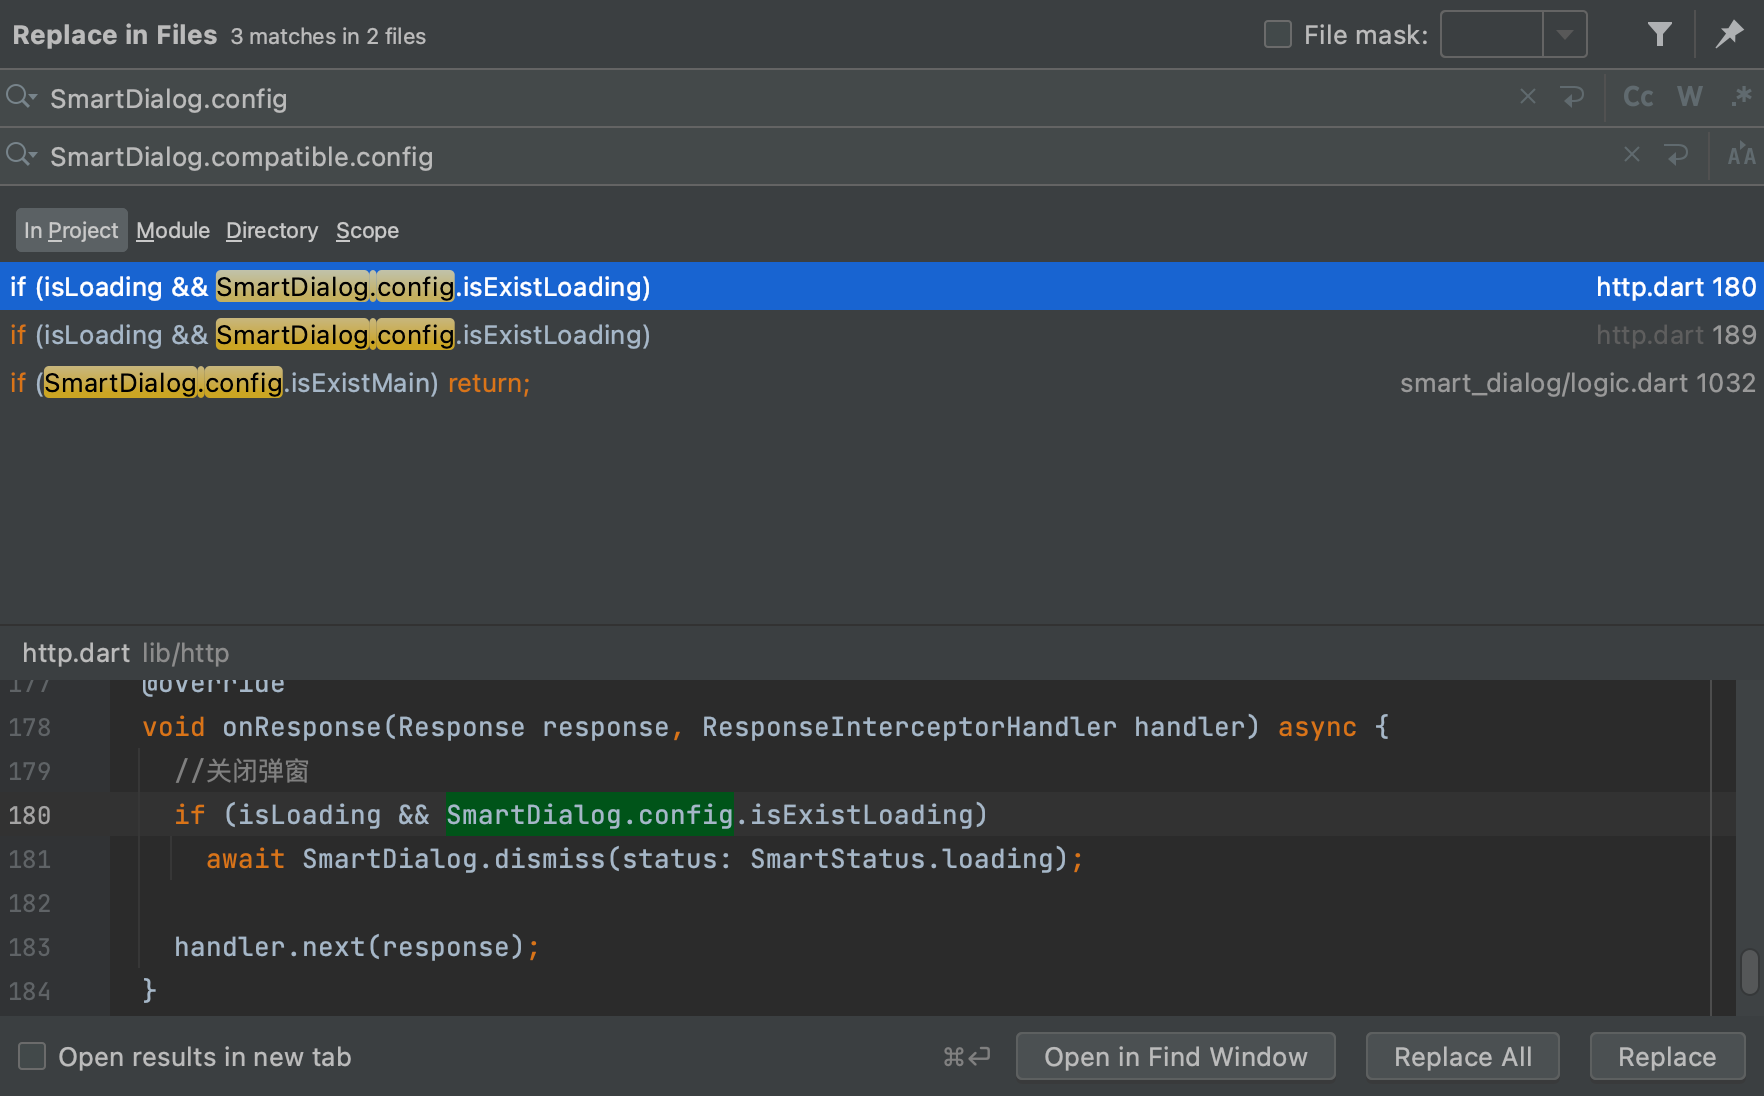 Replace in Files 3 matches in 2 files File mask:
SmartDialog.config Cc W .*
SmartDialog.compatible.config AA
In Project Module Directory Scope
if (isLoading && SmartDialog.config.isExistLoading) http.dart 180
if (isLoading && SmartDialog.config.isExistLoading) http.dart 189
if (SmartDialog.config.isExistMain) return; smart_dialog/logic.dart 1032
http.dart lib/http
177 @override
178 void onResponse(Response response, ResponseInterceptorHandler handler) async {
179 //关闭弹窗
180 if (isLoading && SmartDialog.config.isExistLoading)
181 await SmartDialog.dismiss(status: SmartStatus.loading);
182
183 handler.next(response);
184 }
Open results in new tab ⌘↵ Open in Find Window Replace All Replace